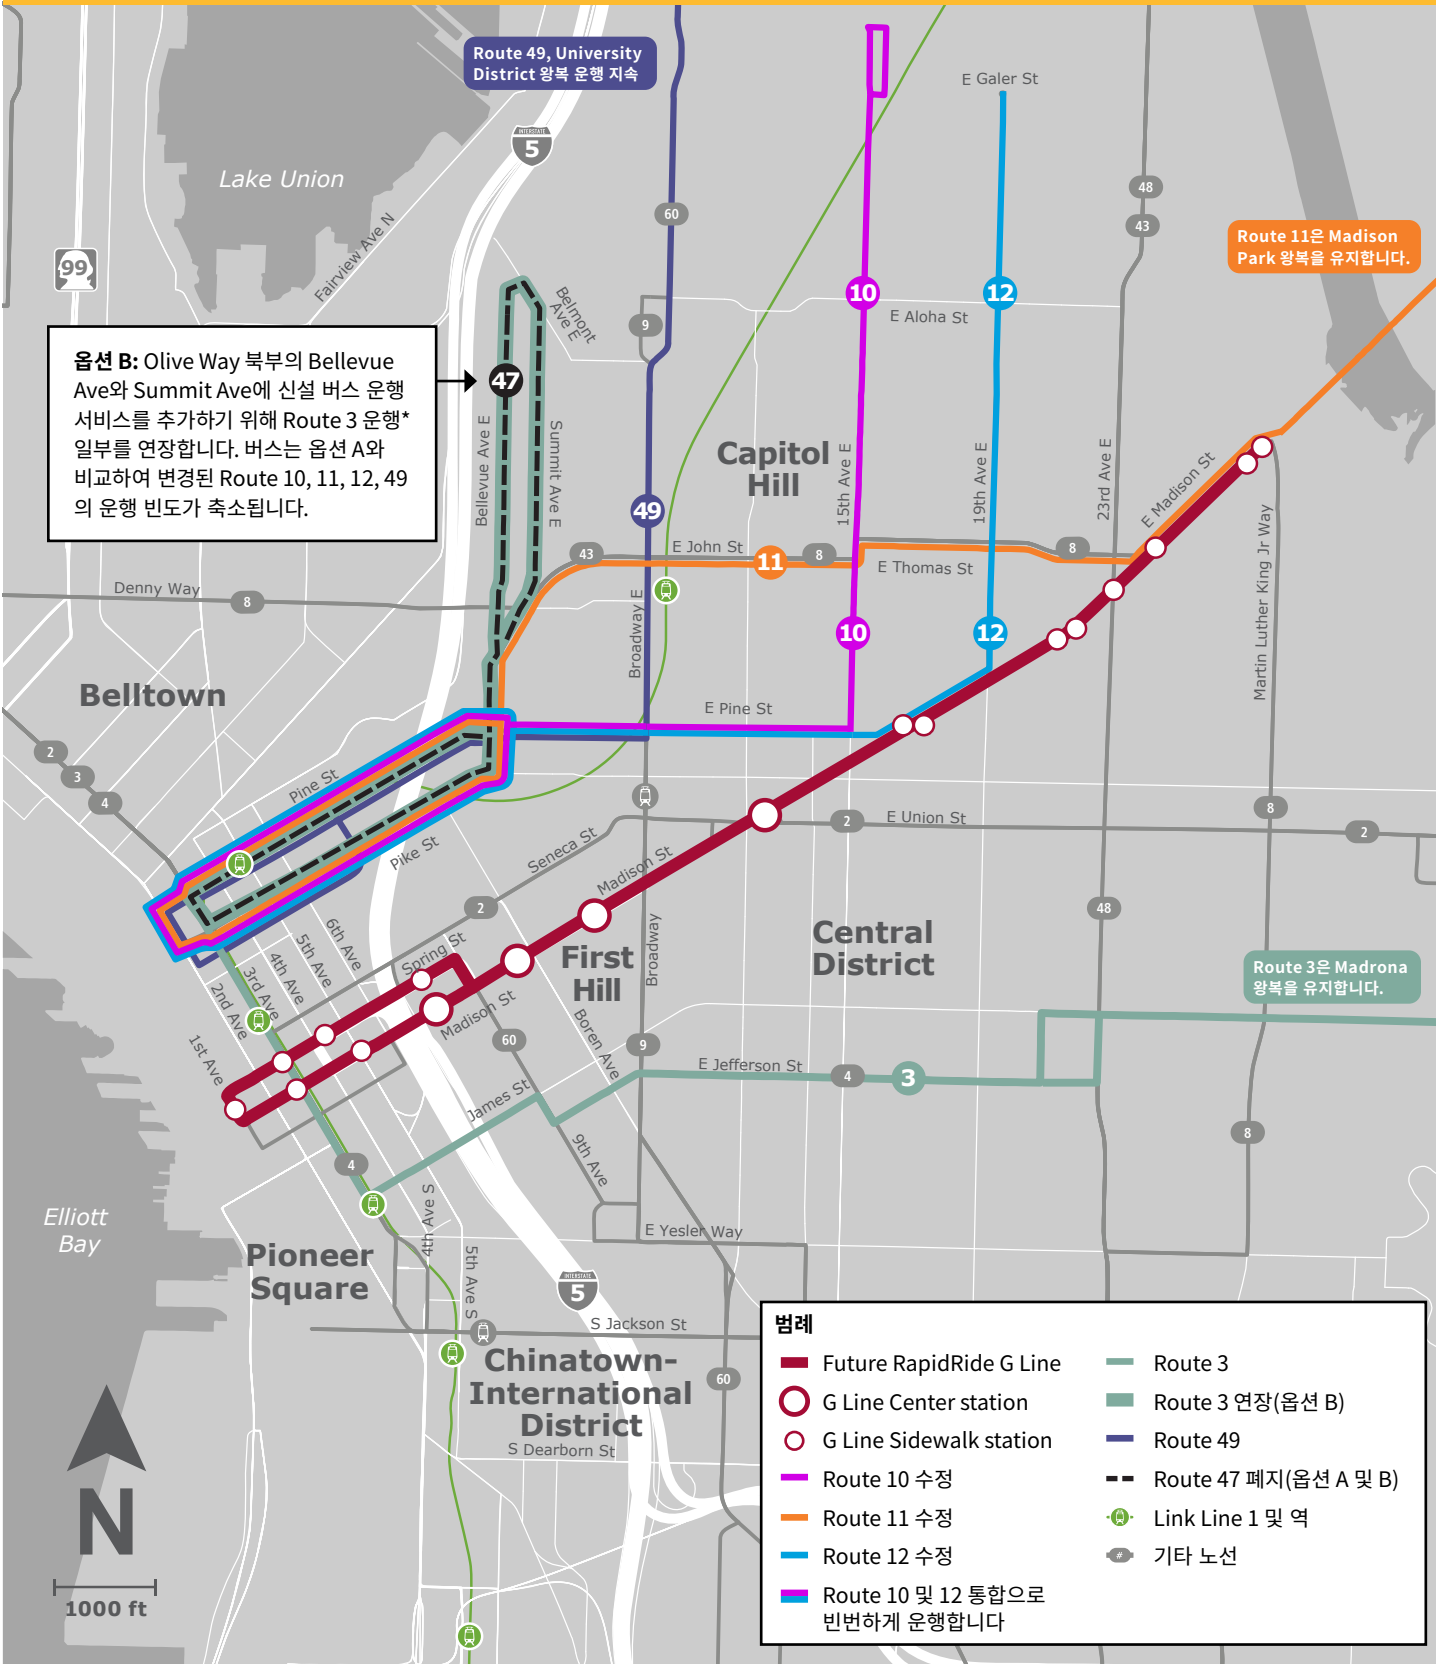 Route 49, University
District 왕복 운행 지속
E Galer St
INTERSTATE
5
Lake Union
48
60
43
Route 11은 Madison
Park 왕복을 유지합니다.
Fairview Ave N
99
10
12
Belmont
Ave E
E Aloha St
9
옵션 B: Olive Way 북부의 Bellevue
Ave와 Summit Ave에 신설 버스 운행
서비스를 추가하기 위해 Route 3 운행*
일부를 연장합니다. 버스는 옵션 A와
비교하여 변경된 Route 10, 11, 12, 49
의 운행 빈도가 축소됩니다.
47
Bellevue Ave E
Summit Ave E
Capitol
Hill
15th Ave E
19th Ave E
23rd Ave E
E Madison St
49
43
E John St
8
8
11
E Thomas St
Martin Luther King Jr Way
Denny Way
8
Broadway E
10
12
Belltown
E Pine St
2
3
4
Pine St
8
2
E Union St
2
Pike St
Seneca St
Madison St
2
48
6th Ave
5th Ave
4th Ave
3rd Ave
2nd Ave
1st Ave
Spring St
Madison St
First
Hill
Broadway
Central
District
Route 3은 Madrona
왕복을 유지합니다.
60
Boren Ave
9
E Jefferson St
4
3
James St
8
9th Ave
4
Elliott
Bay
4th Ave S
E Yesler Way
Pioneer
Square
5th Ave S
INTERSTATE
5
S Jackson St
Chinatown-
International
District
60
S Dearborn St
N
1000 ft
범례
Future RapidRide G Line
G Line Center station
G Line Sidewalk station
Route 10 수정
Route 11 수정
Route 12 수정
Route 10 및 12 통합으로
빈번하게 운행합니다
Route 3
Route 3 연장(옵션 B)
Route 49
Route 47 폐지(옵션 A 및 B)
Link Line 1 및 역
#
기타 노선